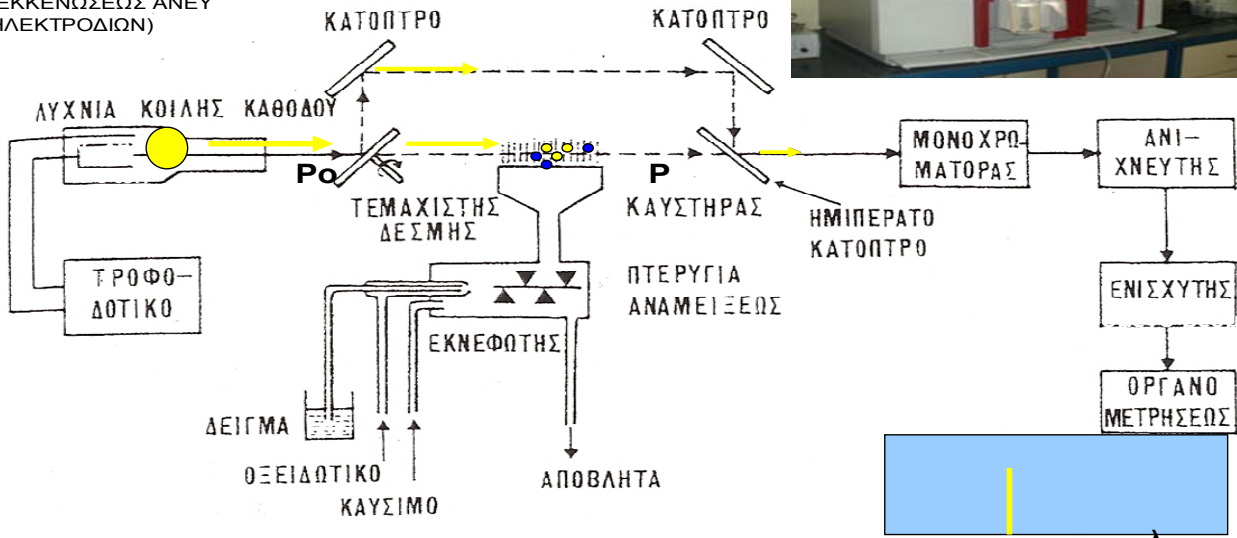 ΕΚΚΕΝΩΣΕΩΣ ΑΝΕΥ
ΗΛΕΚΤΡΟΔΙΩΝ)
ΚΑΤΟΠΤΡΟ
ΚΑΤΟΠΤΡΟ
ΛΥΧΝΙΑ ΚΟΙΛΗΣ ΚΑΘΟΔΟΥ
Po
P
ΜΟΝΟΧΡΩ-
ΜΑΤΟΡΑΣ
ΑΝΙ-
ΧΝΕΥΤΗΣ
ΤΕΜΑΧΙΣΤΗΣ
ΔΕΣΜΗΣ
ΚΑΥΣΤΗΡΑΣ
ΗΜΙΠΕΡΑΤΟ
ΚΑΤΟΠΤΡΟ
ΤΡΟΦΟ-
ΔΟΤΙΚΟ
ΠΤΕΡΥΓΙΑ
ΑΝΑΜΕΙΞΕΩΣ
ΕΝΙΣΧΥΤΗΣ
ΕΚΝΕΦΩΤΗΣ
ΟΡΓΑΝΟ
ΜΕΤΡΗΣΕΩΣ
ΔΕΙΓΜΑ
ΟΞΕΙΔΩΤΙΚΟ
ΚΑΥΣΙΜΟ
ΑΠΟΒΛΗΤΑ